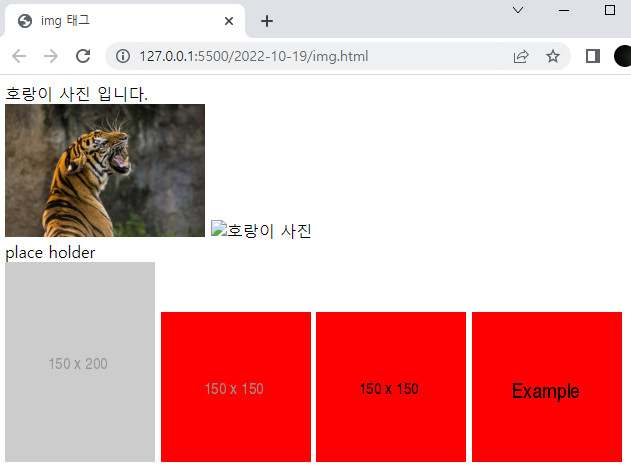 img 태그
127.0.0.1:5500/2022-10-19/img.html
호랑이 사진 입니다.
호랑이 사진
place holder
150 x 200
150 x 150
150 x 150
Example